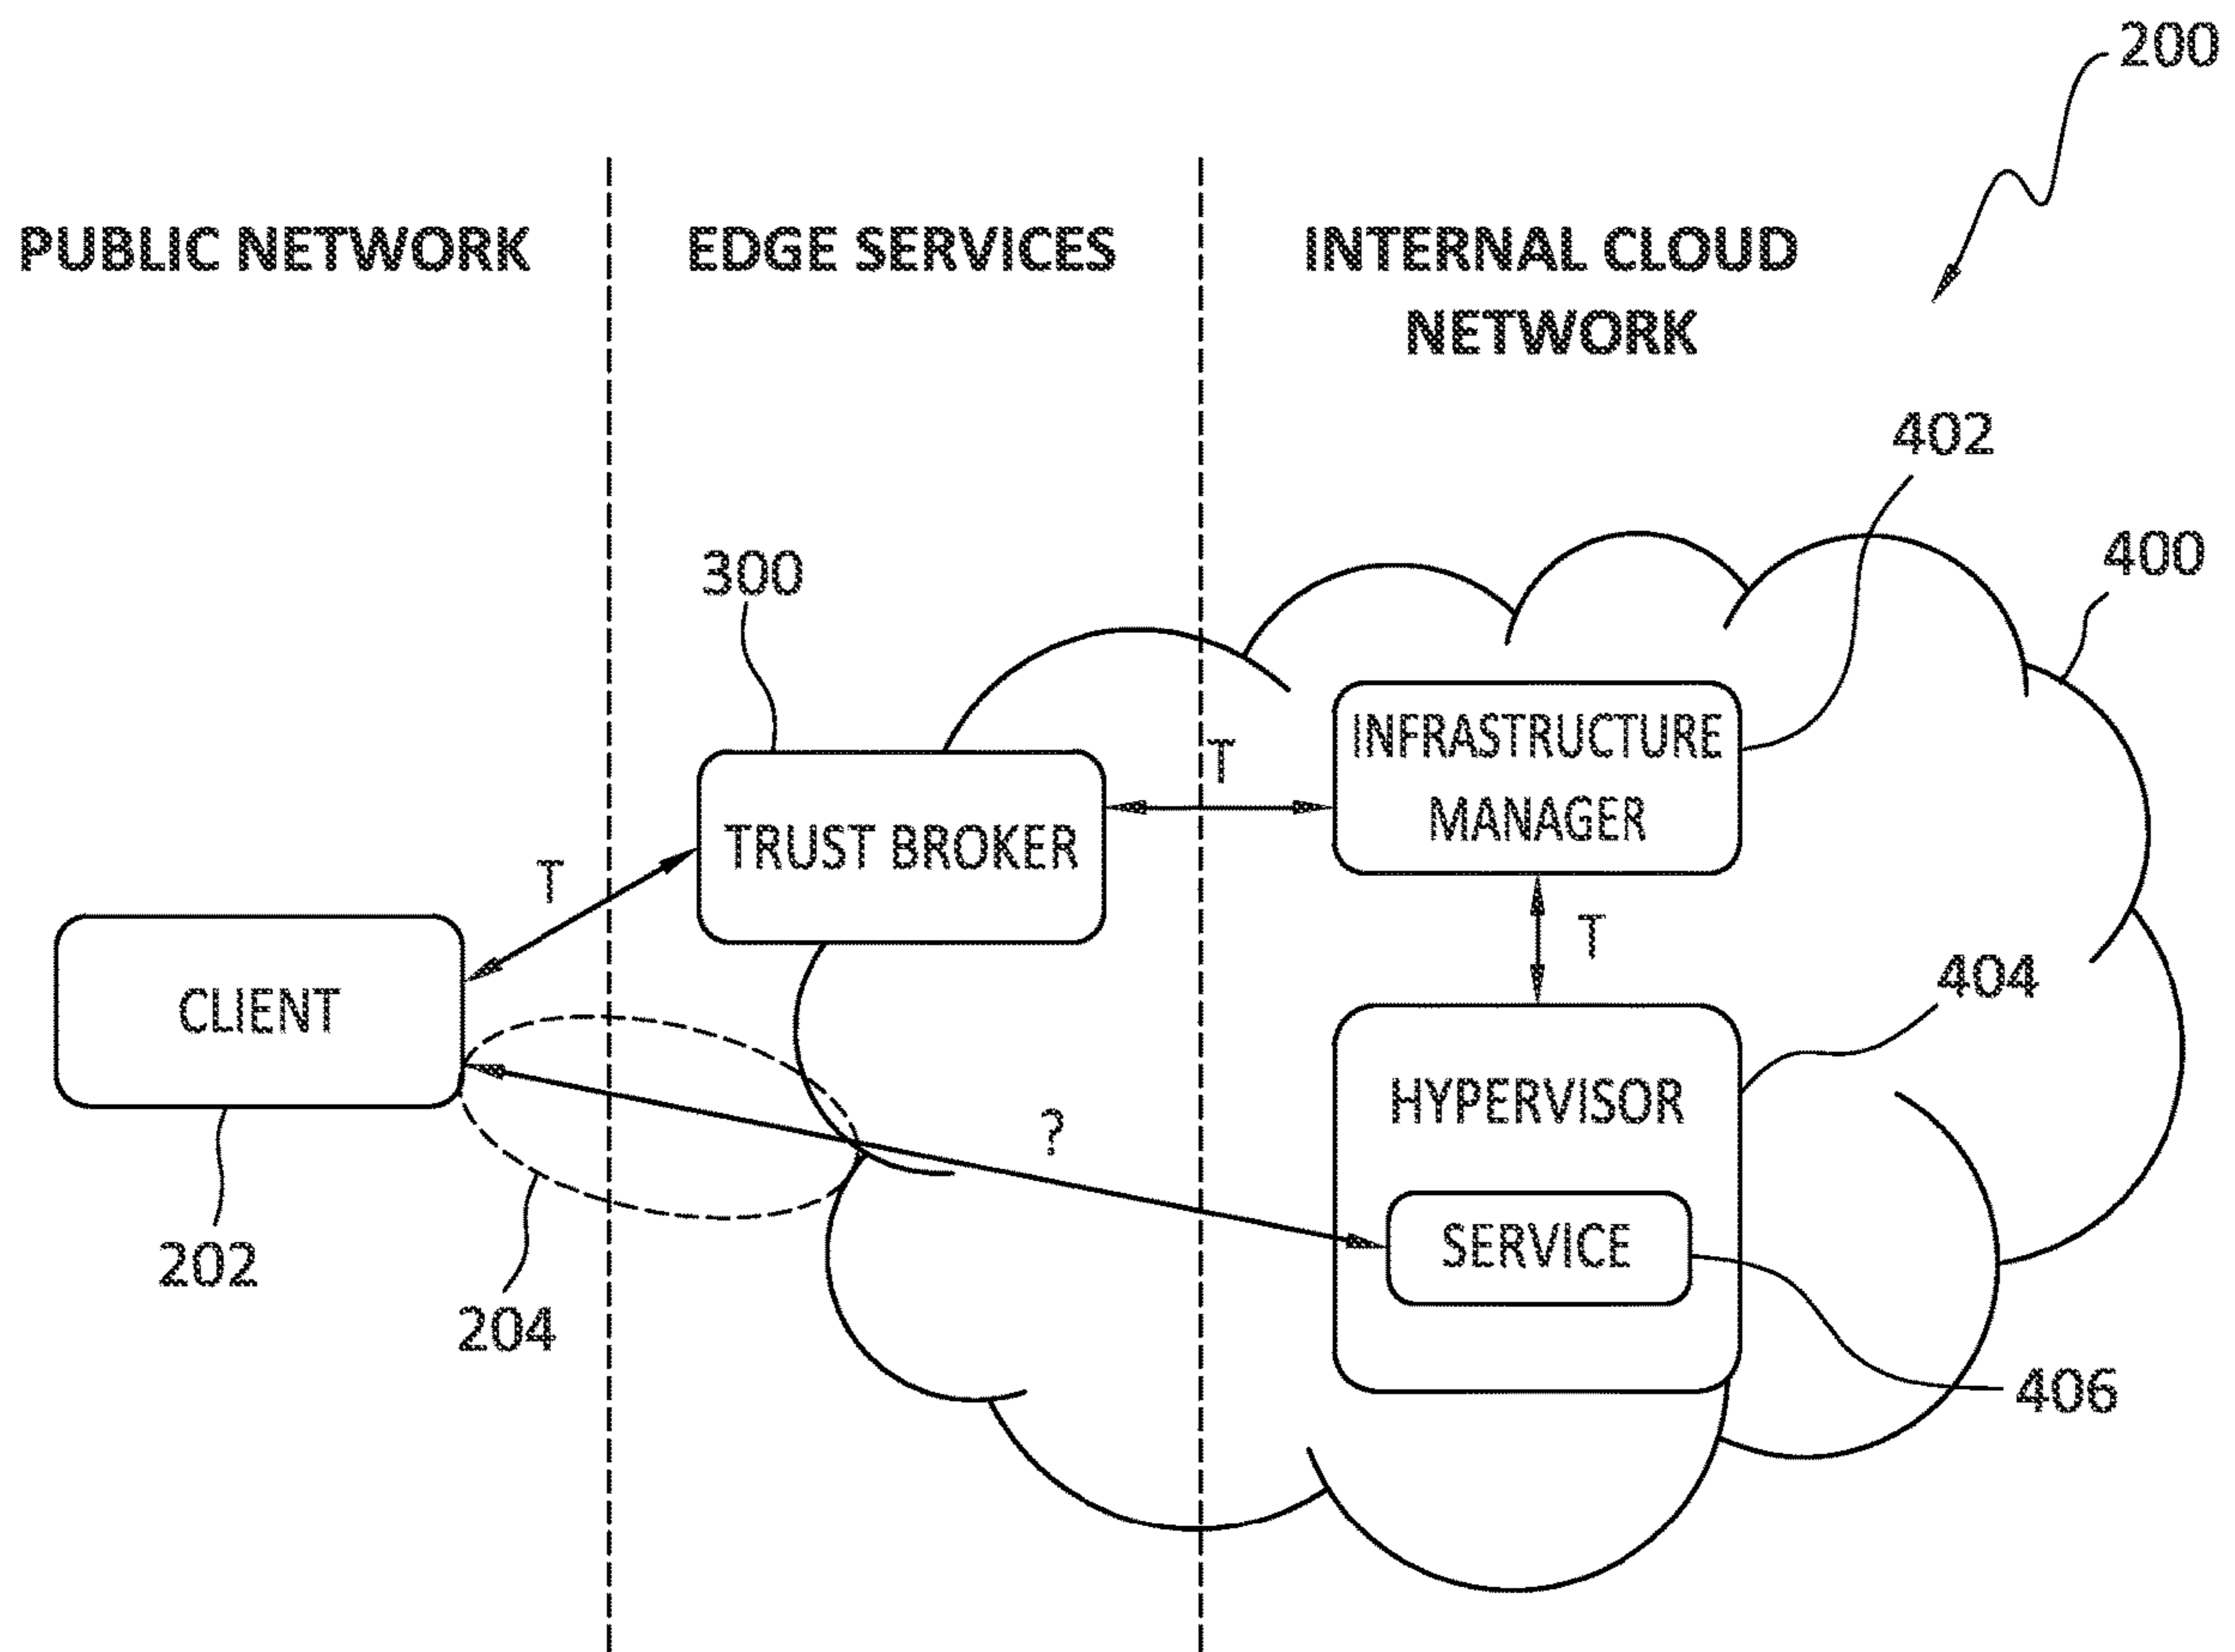 200
PUBLIC NETWORK
EDGE SERVICES
INTERNAL CLOUD
NETWORK
402
400
300
T
INFRASTRUCTURE
MANAGER
TRUST BROKER
T
T
CLIENT
404
HYPERVISOR
?
SERVICE
202
204
406